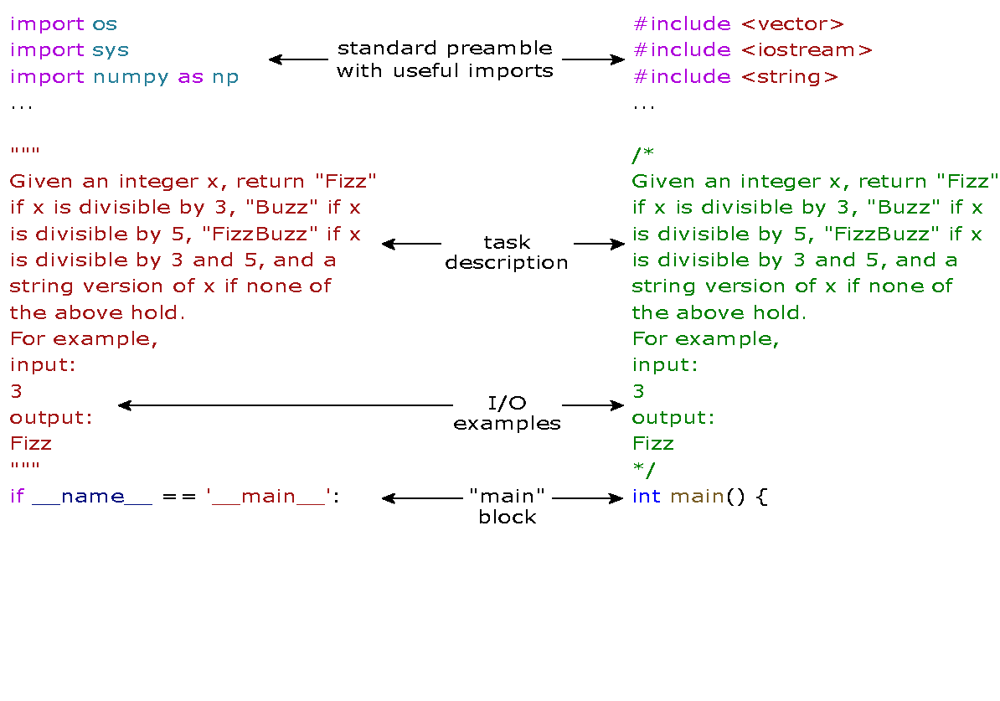 import os
import sys
import numpy as np
...
"""
Given an integer x, return "Fizz"
if x is divisible by 3, "Buzz" if x
is divisible by 5, "FizzBuzz" if x
is divisible by 3 and 5, and a
string version of x if none of
the above hold.
For example,
input:
3
output:
Fizz
"""
if __name__ == '__main__':
standard preamble
with useful imports
task
description
I/O
examples
"main"
block
#include <vector>
#include <iostream>
#include <string>
...
/*
Given an integer x, return "Fizz"
if x is divisible by 3, "Buzz" if x
is divisible by 5, "FizzBuzz" if x
is divisible by 3 and 5, and a
string version of x if none of
the above hold.
For example,
input:
3
output:
Fizz
*/
int main() {